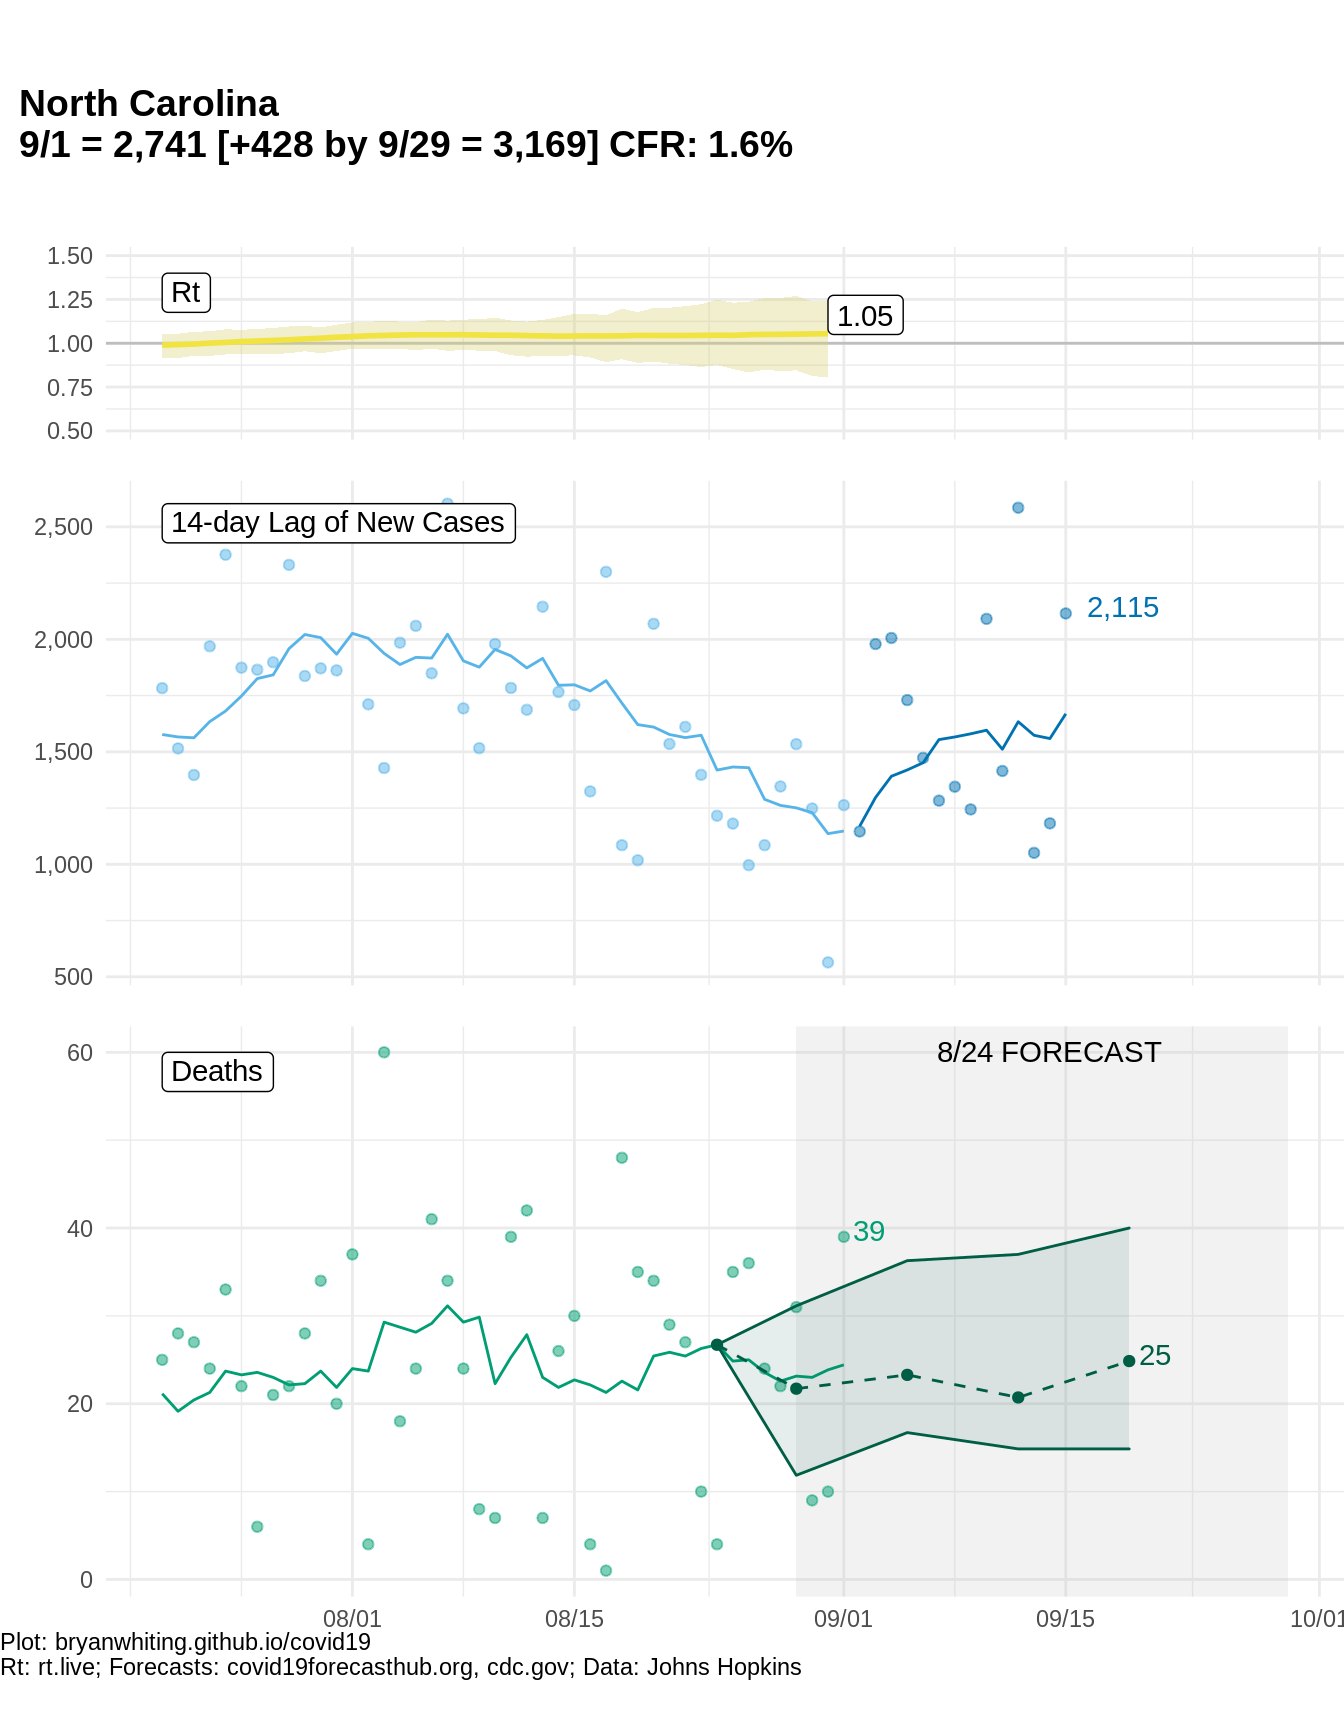 North Carolina
9/1 = 2,741 [+428 by 9/29 = 3,169] CFR: 1.6%
1.50
Rt
1.25
1.05
1.00
0.75
0.50
14-day Lag of New Cases
2,500
2,115
2,000
1,500
1,000
500
8/24 FORECAST
60
Deaths
40
39
25
20
0
08/01 08/15 09/01 09/15 10/01
Plot: bryanwhiting.github.io/covid19
Rt: rt.live; Forecasts: covid19forecasthub.org, cdc.gov; Data: Johns Hopkins